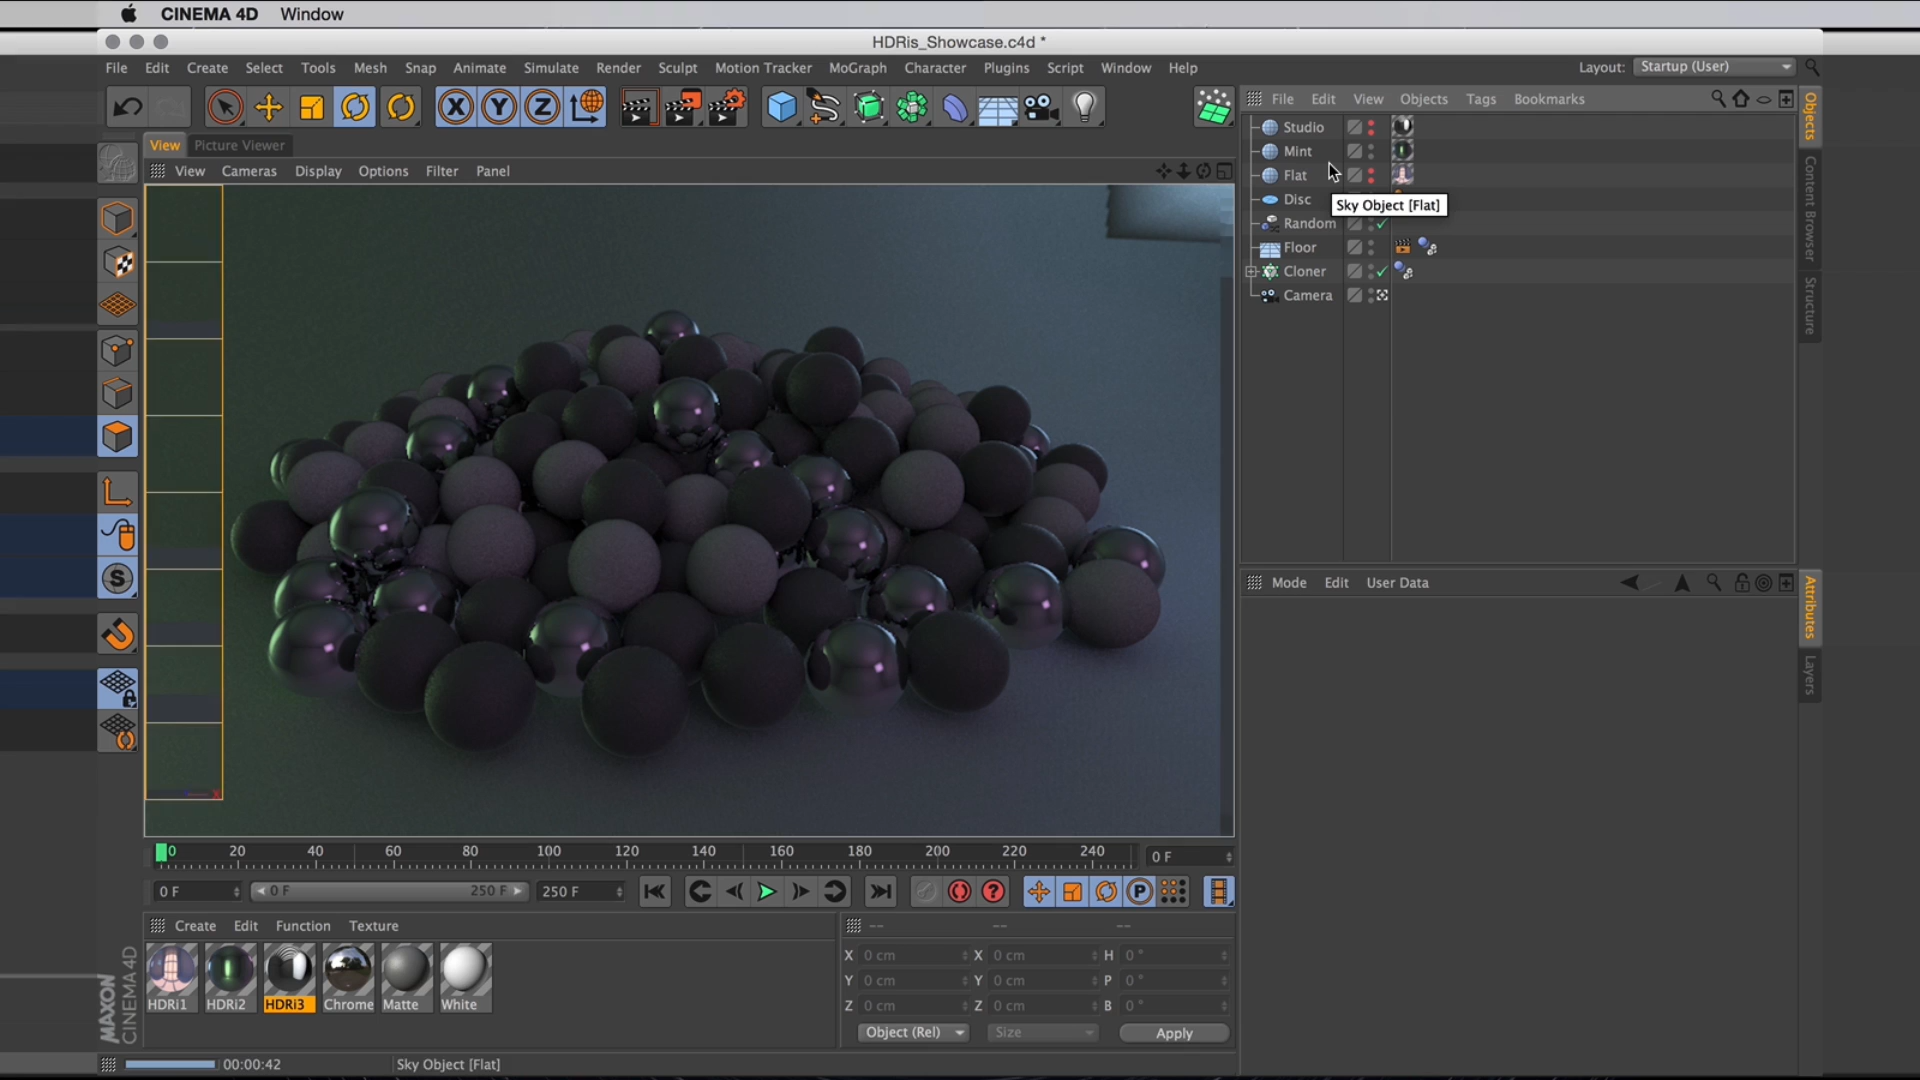 CINEMA 4D Window
HDRis_Showcase.c4d *
File Edit Create Select Tools Mesh Snap Animate Simulate Render Sculpt Motion Tracker MoGraph Character Plugins Script Window Help Layout: Startup (User)
X Y Z
File Edit View Objects Tags Bookmarks
View Picture Viewer
View Cameras Display Options Filter Panel
Studio
Mint
Flat
Disc
Sky Object [Flat]
Random
Floor
Cloner
Camera
Objects
Content Browser
Structure
Mode Edit User Data
Attributes
Layers
S
X
0 20 40 60 80 100 120 140 160 180 200 220 240 0 F
0 F 0 F 250 F 250 F ? P
Create Edit Function Texture
-- -- --
HDRi1 HDRi2 HDRi3 Chrome Matte White
X 0 cm X 0 cm H 0 °
Y 0 cm Y 0 cm P 0 °
Z 0 cm Z 0 cm B 0 °
Object (Rel) Size Apply
MAXON
CINEMA 4D
00:00:42 Sky Object [Flat]